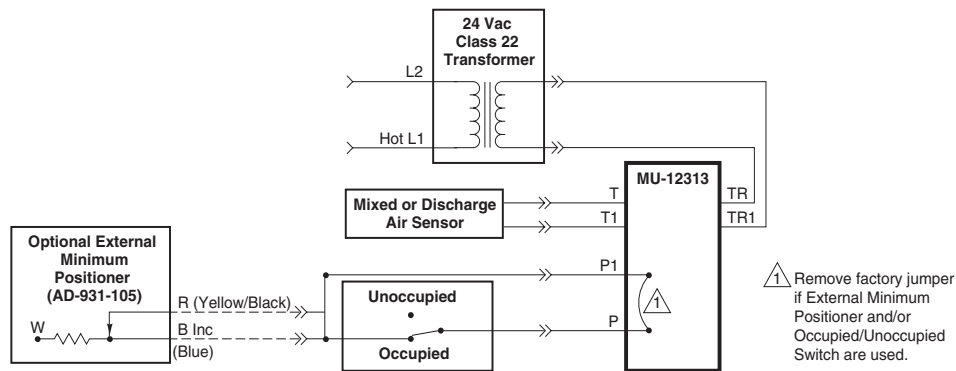 24 Vac
Class 22
Transformer
L2
Hot L1
MU-12313
Mixed or Discharge
Air Sensor
T
T1
TR
TR1
Optional External
Minimum
Positioner
(AD-931-105)
W
R (Yellow/Black)
B Inc
(Blue)
Unoccupied
Occupied
P1
P
1
1 Remove factory jumper
if External Minimum
Positioner and/or
Occupied/Unoccupied
Switch are used.